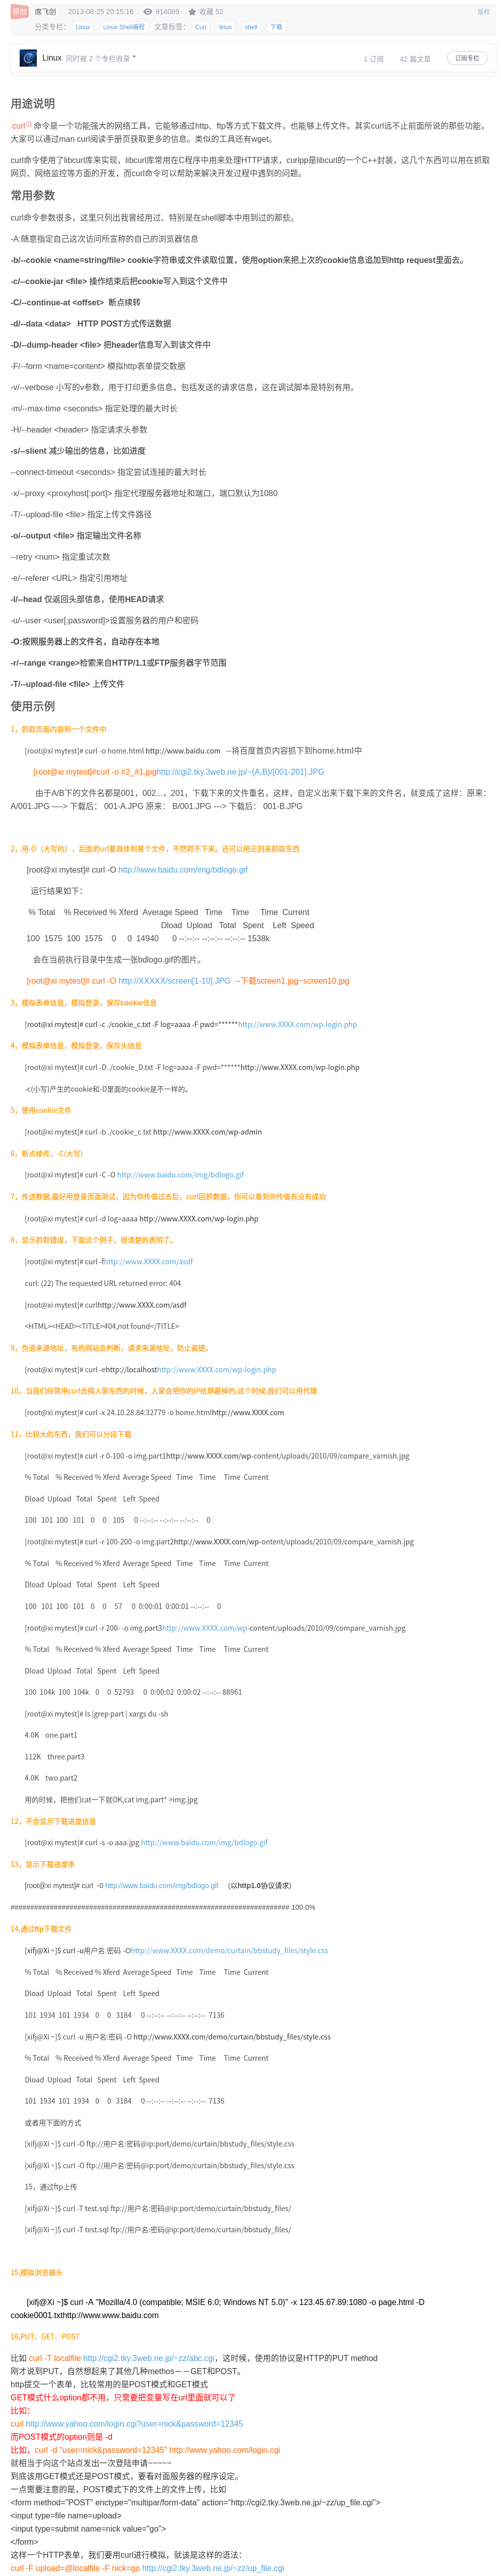 原创
席飞剑 2013-08-25 20:15:16 914089 收藏 52 版权
分类专栏： Linux Linux Shell编程 文章标签： Curl linux shell 下载
Linux 同时被 2 个专栏收录 1 订阅 42 篇文章 订阅专栏
用途说明
curl命令是一个功能强大的网络工具，它能够通过http、ftp等方式下载文件，也能够上传文件。其实curl远不止前面所说的那些功能，
大家可以通过man curl阅读手册页获取更多的信息。类似的工具还有wget。
curl命令使用了libcurl库来实现，libcurl库常用在C程序中用来处理HTTP请求，curlpp是libcurl的一个C++封装，这几个东西可以用在抓取
网页、网络监控等方面的开发，而curl命令可以帮助来解决开发过程中遇到的问题。
常用参数
curl命令参数很多，这里只列出我曾经用过、特别是在shell脚本中用到过的那些。
-A:随意指定自己这次访问所宣称的自己的浏览器信息
-b/--cookie <name=string/file> cookie字符串或文件读取位置，使用option来把上次的cookie信息追加到http request里面去。
-c/--cookie-jar <file> 操作结束后把cookie写入到这个文件中
-C/--continue-at <offset>  断点续转
-d/--data <data>   HTTP POST方式传送数据
-D/--dump-header <file> 把header信息写入到该文件中
-F/--form <name=content> 模拟http表单提交数据
-v/--verbose 小写的v参数，用于打印更多信息，包括发送的请求信息，这在调试脚本是特别有用。
-m/--max-time <seconds> 指定处理的最大时长
-H/--header <header> 指定请求头参数
-s/--slient 减少输出的信息，比如进度
--connect-timeout <seconds> 指定尝试连接的最大时长
-x/--proxy <proxyhost[:port]> 指定代理服务器地址和端口，端口默认为1080
-T/--upload-file <file> 指定上传文件路径
-o/--output <file> 指定输出文件名称
--retry <num> 指定重试次数
-e/--referer <URL> 指定引用地址
-I/--head 仅返回头部信息，使用HEAD请求
-u/--user <user[:password]>设置服务器的用户和密码
-O:按照服务器上的文件名，自动存在本地
-r/--range <range>检索来自HTTP/1.1或FTP服务器字节范围
-T/--upload-file <file> 上传文件
使用示例
1，抓取页面内容到一个文件中
[root@xi mytest]# curl -o home.html http://www.baidu.com   --将百度首页内容抓下到home.html中
[root@xi mytest]#curl -o #2_#1.jpghttp://cgi2.tky.3web.ne.jp/~{A,B}/[001-201].JPG
由于A/B下的文件名都是001，002...，201，下载下来的文件重名，这样，自定义出来下载下来的文件名，就变成了这样：原来：
A/001.JPG —-> 下载后： 001-A.JPG 原来： B/001.JPG ---> 下载后： 001-B.JPG
2，用-O（大写的），后面的url要具体到某个文件，不然抓不下来。还可以用正则来抓取东西
[root@xi mytest]# curl -O http://www.baidu.com/img/bdlogo.gif
运行结果如下：
% Total    % Received % Xferd  Average Speed   Time    Time     Time  Current
Dload  Upload   Total   Spent    Left  Speed
100  1575  100  1575    0     0  14940      0 --:--:-- --:--:-- --:--:-- 1538k
会在当前执行目录中生成一张bdlogo.gif的图片。
[root@xi mytest]# curl -O http://XXXXX/screen[1-10].JPG  --下载screen1.jpg~screen10.jpg
3，模拟表单信息，模拟登录，保存cookie信息
[root@xi mytest]# curl -c ./cookie_c.txt -F log=aaaa -F pwd=******http://www.XXXX.com/wp-login.php
4，模拟表单信息，模拟登录，保存头信息
[root@xi mytest]# curl -D ./cookie_D.txt -F log=aaaa -F pwd=******http://www.XXXX.com/wp-login.php
-c(小写)产生的cookie和-D里面的cookie是不一样的。
5，使用cookie文件
[root@xi mytest]# curl -b ./cookie_c.txt http://www.XXXX.com/wp-admin
6，断点续传，-C(大写)
[root@xi mytest]# curl -C -O http://www.baidu.com/img/bdlogo.gif
7，传送数据,最好用登录页面测试，因为你传值过去后，curl回抓数据，你可以看到你传值有没有成功
[root@xi mytest]# curl -d log=aaaa http://www.XXXX.com/wp-login.php
8，显示抓取错误，下面这个例子，很清楚的表明了。
[root@xi mytest]# curl -fhttp://www.XXXX.com/asdf
curl: (22) The requested URL returned error: 404
[root@xi mytest]# curlhttp://www.XXXX.com/asdf
<HTML><HEAD><TITLE>404,not found</TITLE>
9，伪造来源地址，有的网站会判断，请求来源地址，防止盗链。
[root@xi mytest]# curl -ehttp://localhosthttp://www.XXXX.com/wp-login.php
10，当我们经常用curl去搞人家东西的时候，人家会把你的IP给屏蔽掉的,这个时候,我们可以用代理
[root@xi mytest]# curl -x 24.10.28.84:32779 -o home.htmlhttp://www.XXXX.com
11，比较大的东西，我们可以分段下载
[root@xi mytest]# curl -r 0-100 -o img.part1http://www.XXXX.com/wp-content/uploads/2010/09/compare_varnish.jpg
% Total    % Received % Xferd  Average Speed   Time    Time     Time  Current
Dload  Upload   Total   Spent    Left  Speed
100   101  100   101    0     0    105      0 --:--:-- --:--:-- --:--:--     0
[root@xi mytest]# curl -r 100-200 -o img.part2http://www.XXXX.com/wp-ontent/uploads/2010/09/compare_varnish.jpg
% Total    % Received % Xferd  Average Speed   Time    Time     Time  Current
Dload  Upload   Total   Spent    Left  Speed
100   101  100   101    0     0     57      0  0:00:01  0:00:01 --:--:--     0
[root@xi mytest]# curl -r 200- -o img.part3http://www.XXXX.com/wp-content/uploads/2010/09/compare_varnish.jpg
% Total    % Received % Xferd  Average Speed   Time    Time     Time  Current
Dload  Upload   Total   Spent    Left  Speed
100  104k  100  104k    0     0  52793      0  0:00:02  0:00:02 --:--:-- 88961
[root@xi mytest]# ls |grep part | xargs du -sh
4.0K    one.part1
112K    three.part3
4.0K    two.part2
用的时候，把他们cat一下就OK,cat img.part* >img.jpg
12，不会显示下载进度信息
[root@xi mytest]# curl -s -o aaa.jpg http://www.baidu.com/img/bdlogo.gif
13，显示下载进度条
[root@xi mytest]# curl  -0 http://www.baidu.com/img/bdlogo.gif     (以http1.0协议请求)
######################################################################## 100.0%
14,通过ftp下载文件
[xifj@Xi ~]$ curl -u用户名:密码 -Ohttp://www.XXXX.com/demo/curtain/bbstudy_files/style.css
% Total    % Received % Xferd  Average Speed   Time    Time     Time  Current
Dload  Upload   Total   Spent    Left  Speed
101  1934  101  1934    0     0   3184      0 --:--:-- --:--:-- --:--:--  7136
[xifj@Xi ~]$ curl -u 用户名:密码 -O http://www.XXXX.com/demo/curtain/bbstudy_files/style.css
% Total    % Received % Xferd  Average Speed   Time    Time     Time  Current
Dload  Upload   Total   Spent    Left  Speed
101  1934  101  1934    0     0   3184      0 --:--:-- --:--:-- --:--:--  7136
或者用下面的方式
[xifj@Xi ~]$ curl -O ftp://用户名:密码@ip:port/demo/curtain/bbstudy_files/style.css
[xifj@Xi ~]$ curl -O ftp://用户名:密码@ip:port/demo/curtain/bbstudy_files/style.css
15，通过ftp上传
[xifj@Xi ~]$ curl -T test.sql ftp://用户名:密码@ip:port/demo/curtain/bbstudy_files/
[xifj@Xi ~]$ curl -T test.sql ftp://用户名:密码@ip:port/demo/curtain/bbstudy_files/
15,模拟浏览器头
[xifj@Xi ~]$ curl -A "Mozilla/4.0 (compatible; MSIE 6.0; Windows NT 5.0)" -x 123.45.67.89:1080 -o page.html -D
cookie0001.txthttp://www.www.baidu.com
16,PUT、GET、POST
比如 curl -T localfile http://cgi2.tky.3web.ne.jp/~zz/abc.cgi，这时候，使用的协议是HTTP的PUT method
刚才说到PUT，自然想起来了其他几种methos－－GET和POST。
http提交一个表单，比较常用的是POST模式和GET模式
GET模式什么option都不用，只需要把变量写在url里面就可以了
比如：
curl http://www.yahoo.com/login.cgi?user=nick&password=12345
而POST模式的option则是 -d
比如，curl -d "user=nick&password=12345" http://www.yahoo.com/login.cgi
就相当于向这个站点发出一次登陆申请~~~~~
到底该用GET模式还是POST模式，要看对面服务器的程序设定。
一点需要注意的是，POST模式下的文件上的文件上传，比如
<form method="POST" enctype="multipar/form-data" action="http://cgi2.tky.3web.ne.jp/~zz/up_file.cgi">
<input type=file name=upload>
<input type=submit name=nick value="go">
</form>
这样一个HTTP表单，我们要用curl进行模拟，就该是这样的语法：
curl -F upload=@localfile -F nick=go http://cgi2.tky.3web.ne.jp/~zz/up_file.cgi